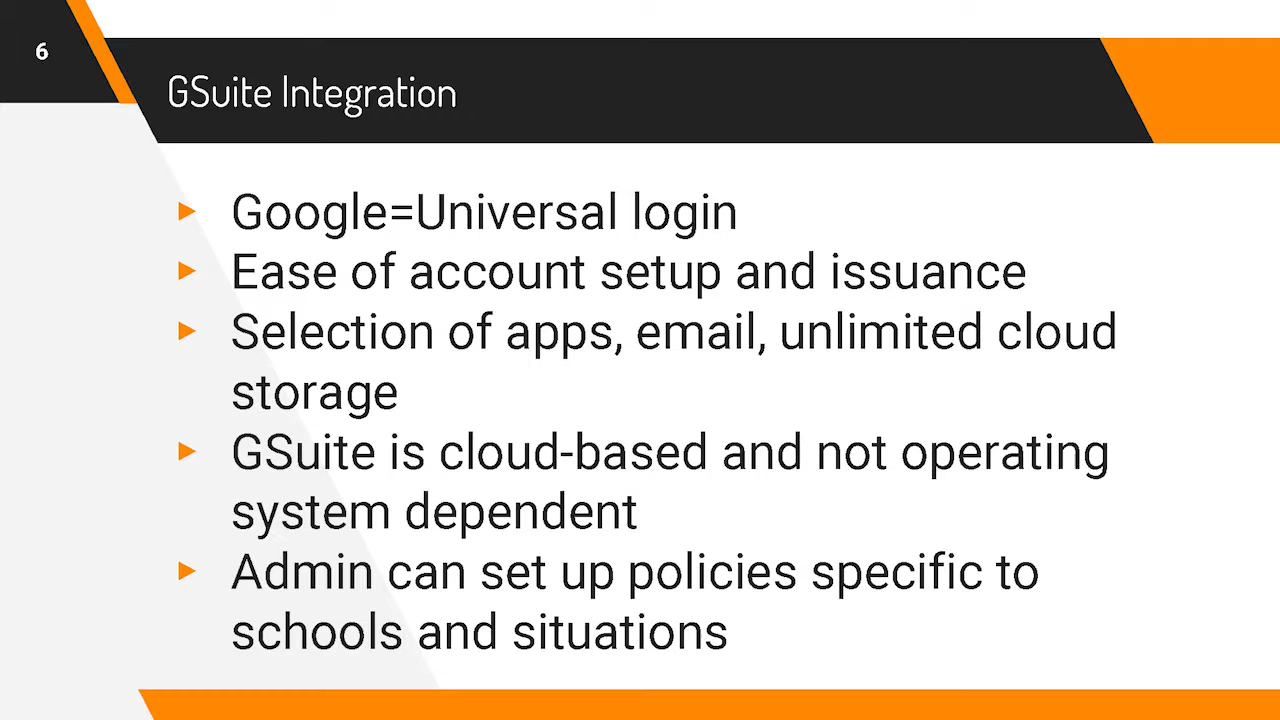 6
GSuite Integration
Google=Universal login
Ease of account setup and issuance
Selection of apps, email, unlimited cloud
storage
GSuite is cloud-based and not operating
system dependent
Admin can set up policies specific to
schools and situations